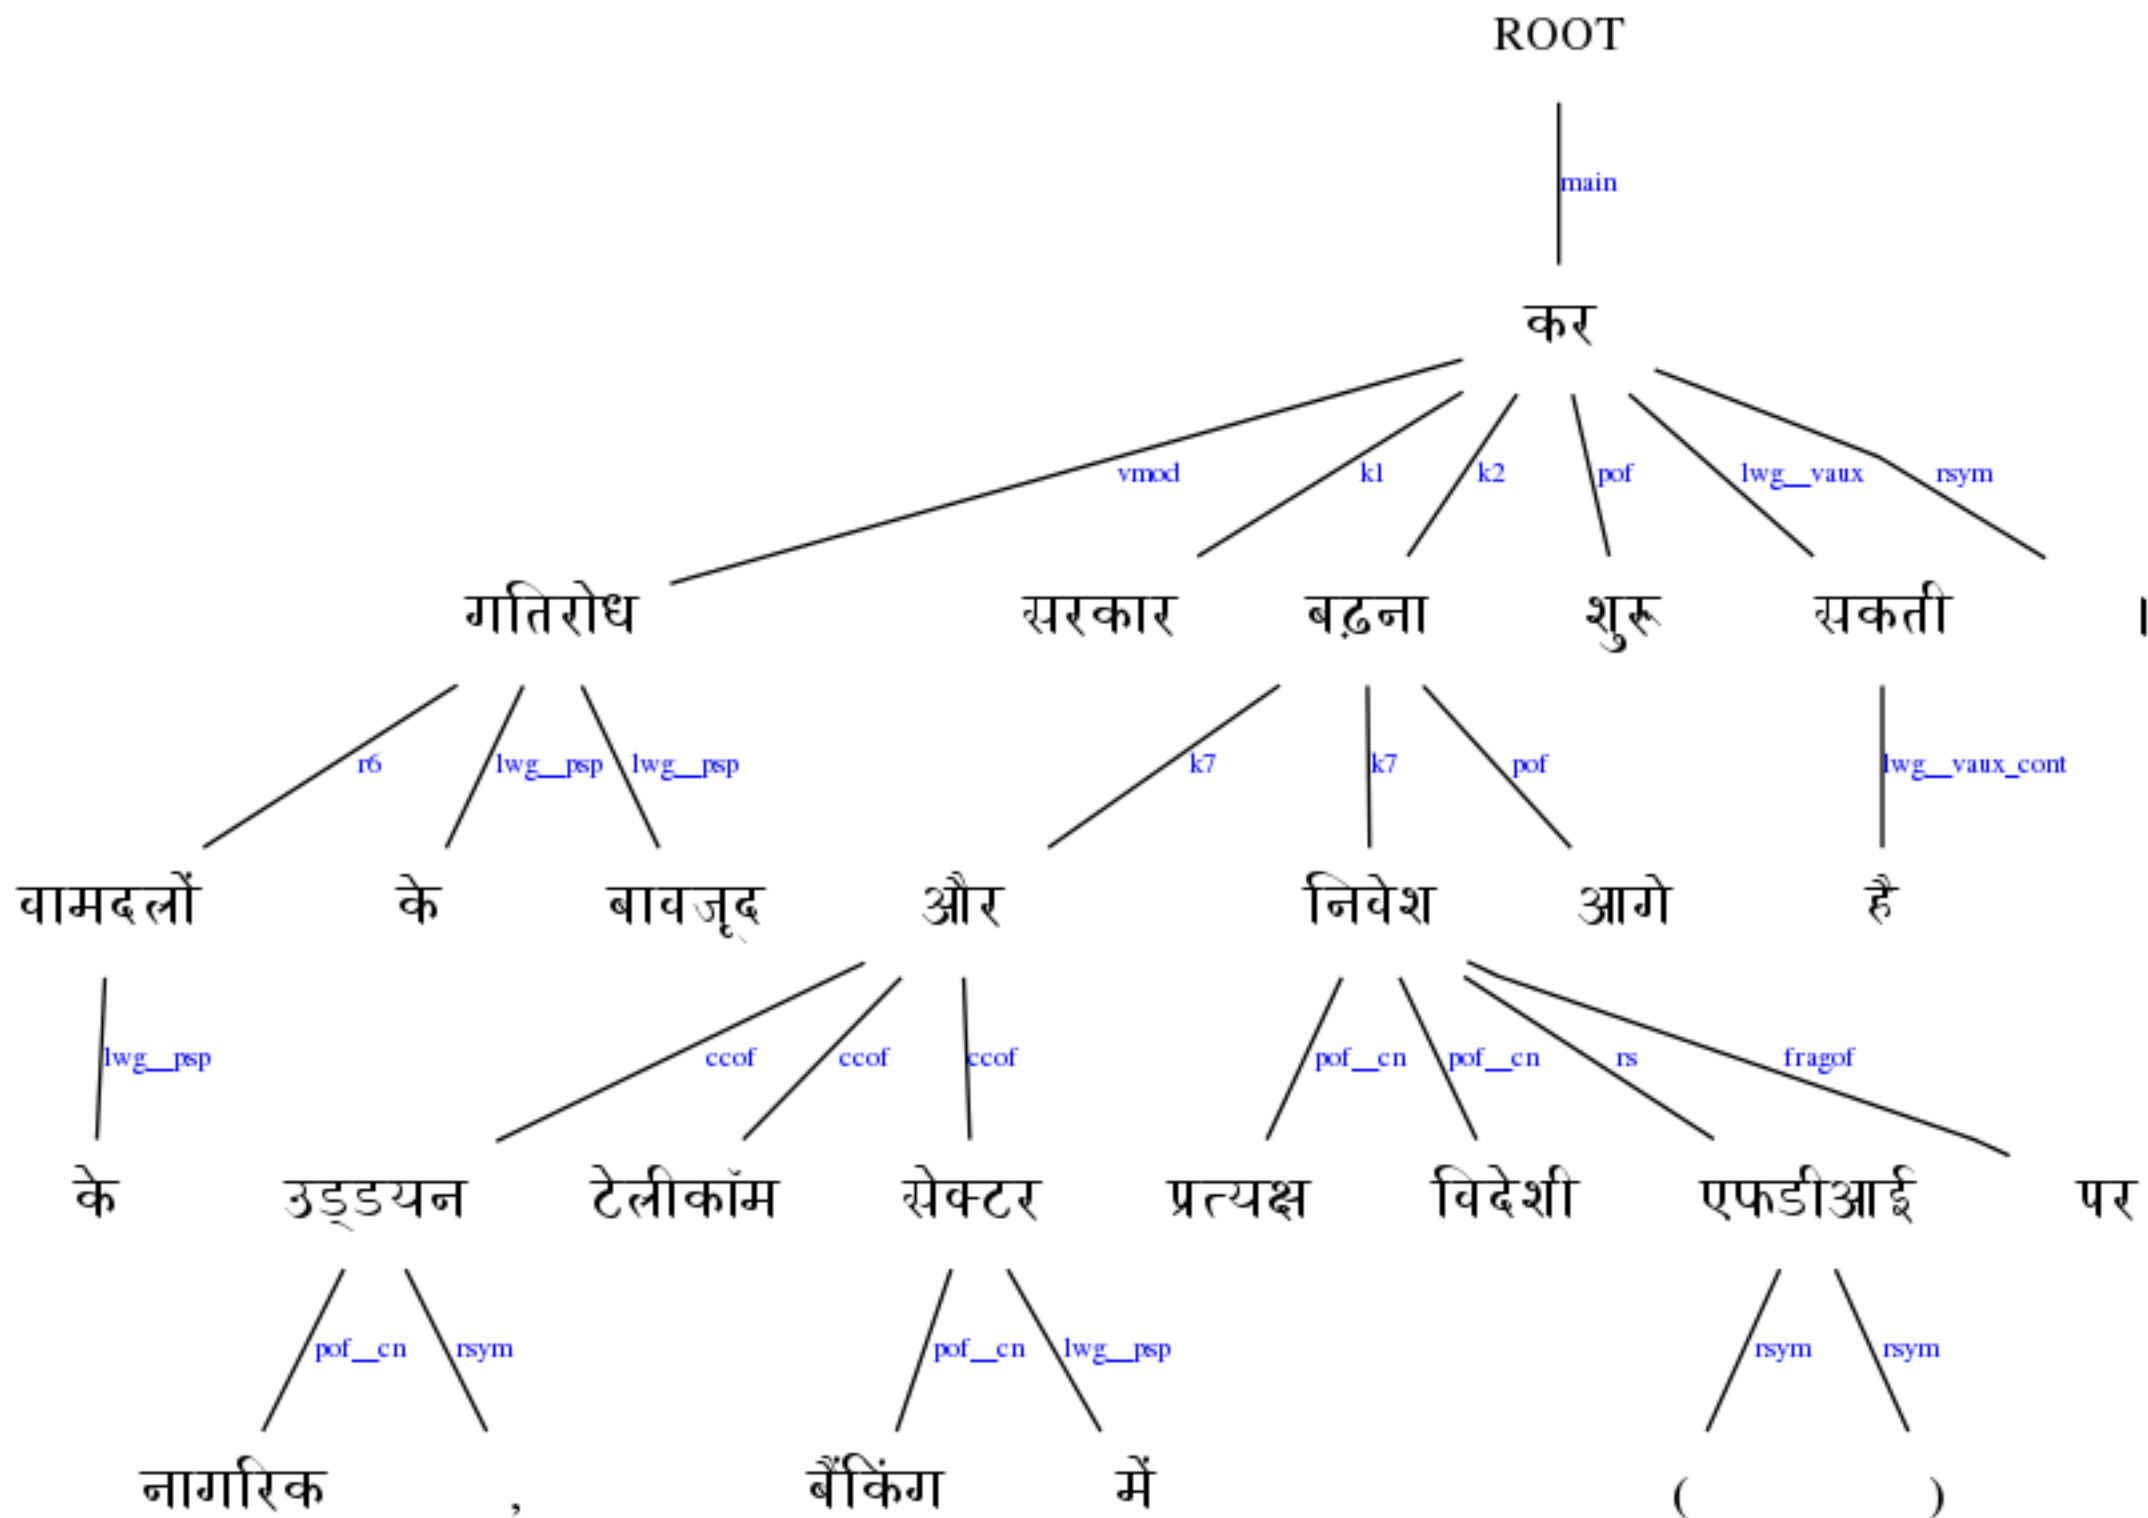 ROOT
main
कर
vmod k1 k2 pof lwg__vaux rsym
गतिरोध सरकार बढ़ना शुरू सकती ।
r6 lwg__psp lwg__psp k7 k7 pof lwg__vaux_cont
वामदलों के बावजूद और निवेश आगे है
lwg__psp ccof ccof ccof pof__cn pof__cn rs fragof
के उड्डयन टेलीकॉम सेक्टर प्रत्यक्ष विदेशी एफडीआई पर
pof__cn rsym pof__cn lwg__psp rsym rsym
नागरिक , बैंकिंग में ( )